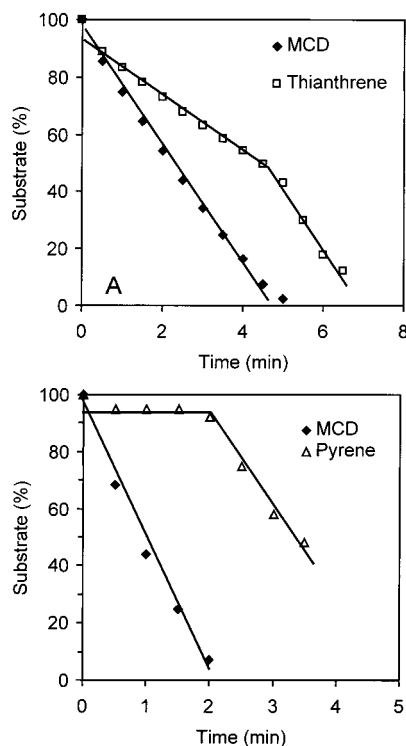 100
80
60
40
20
0
Substrate (%)
MCD
Thianthrene
A
0 2 4 6 8
Time (min)
100
80
60
40
20
0
Substrate (%)
MCD
Pyrene
0 1 2 3 4 5
Time (min)